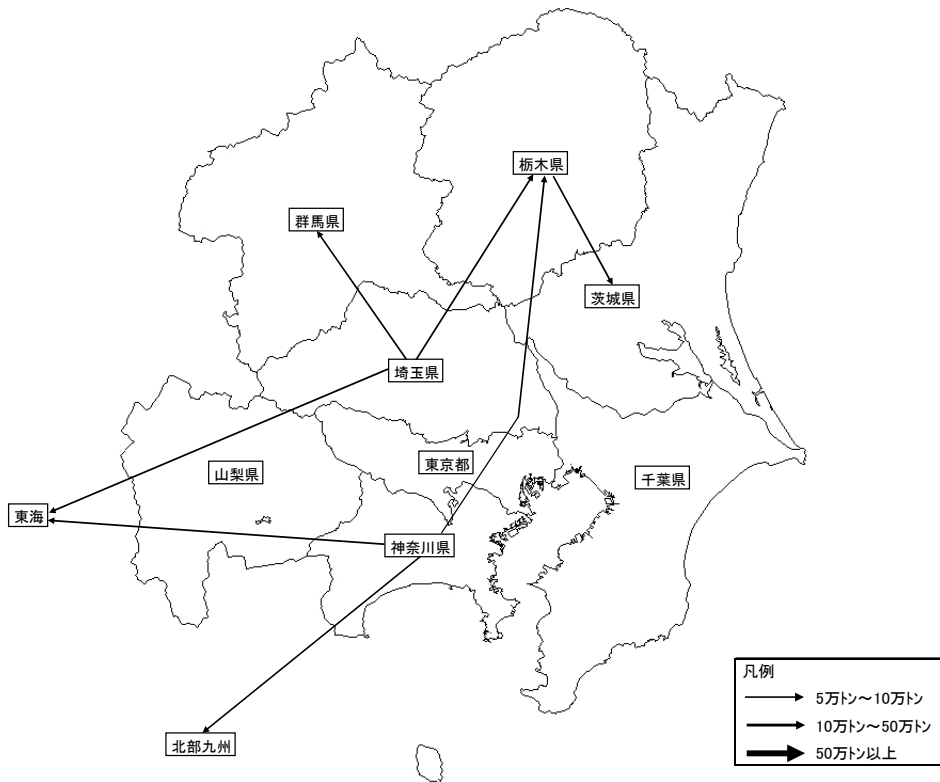 栃木県
群馬県
茨城県
埼玉県
東京都
山梨県
千葉県
東海
神奈川県
北部九州
凡例
5万トン～10万トン
10万トン～50万トン
50万トン以上